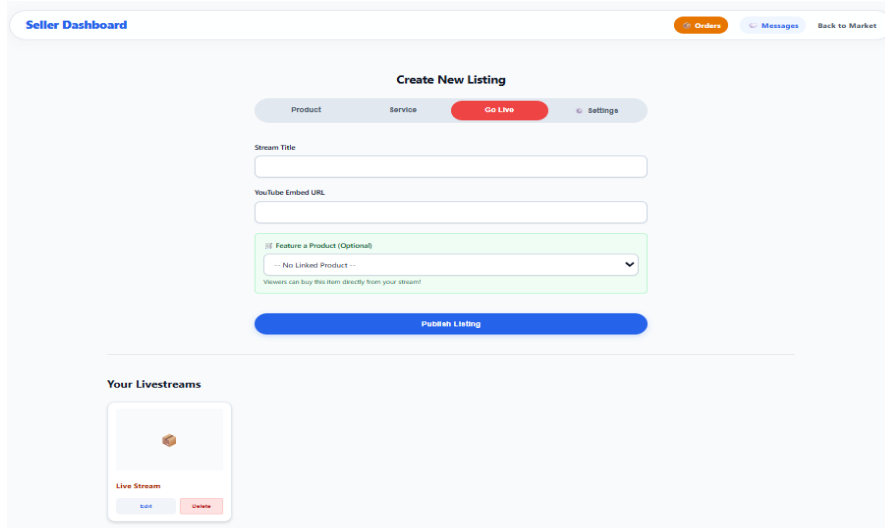 Seller Dashboard
Orders
Messages
Back to Market
Create New Listing
Product
Service
Go Live
Settings
Stream Title
YouTube Embed URL
Feature a Product (Optional)
-- No Linked Product --
Viewers can buy this item directly from your stream!
Publish Listing
Your Livestreams
Live Stream
Edit
Delete